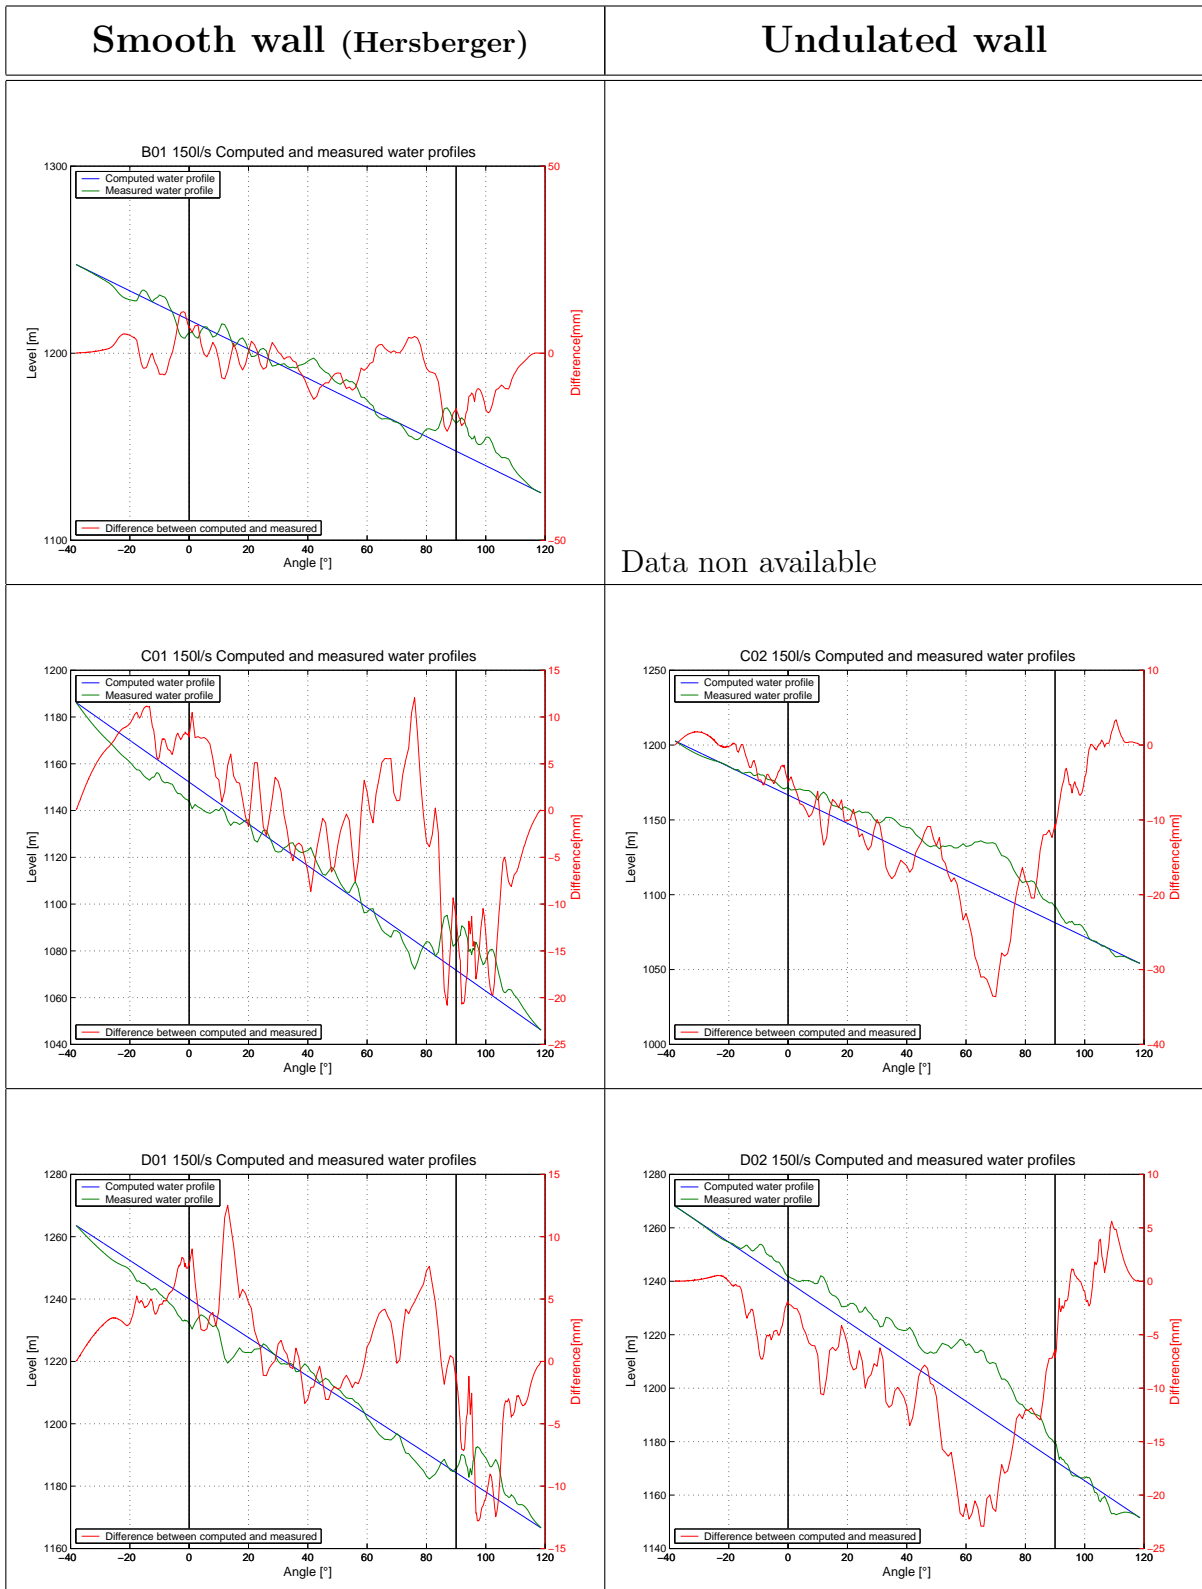 Smooth wall (Hersberger)
Undulated wall
B01 150l/s Computed and measured water profiles
Computed water profile
Measured water profile
Difference between computed and measured
Level [m]
Difference[mm]
Angle [°]
1300
1200
1100
50
0
−50
−40 −20 0 20 40 60 80 100 120
Data non available
C01 150l/s Computed and measured water profiles
Computed water profile
Measured water profile
Difference between computed and measured
Level [m]
Difference[mm]
Angle [°]
1200
1180
1160
1140
1120
1100
1080
1060
1040
15
10
5
0
−5
−10
−15
−20
−25
−40 −20 0 20 40 60 80 100 120
C02 150l/s Computed and measured water profiles
Computed water profile
Measured water profile
Difference between computed and measured
Level [m]
Difference[mm]
Angle [°]
1250
1200
1150
1100
1050
1000
10
0
−10
−20
−30
−40
−40 −20 0 20 40 60 80 100 120
D01 150l/s Computed and measured water profiles
Computed water profile
Measured water profile
Difference between computed and measured
Level [m]
Difference[mm]
Angle [°]
1280
1260
1240
1220
1200
1180
1160
15
10
5
0
−5
−10
−15
−40 −20 0 20 40 60 80 100 120
D02 150l/s Computed and measured water profiles
Computed water profile
Measured water profile
Difference between computed and measured
Level [m]
Difference[mm]
Angle [°]
1280
1260
1240
1220
1200
1180
1160
1140
10
5
0
−5
−10
−15
−20
−25
−40 −20 0 20 40 60 80 100 120